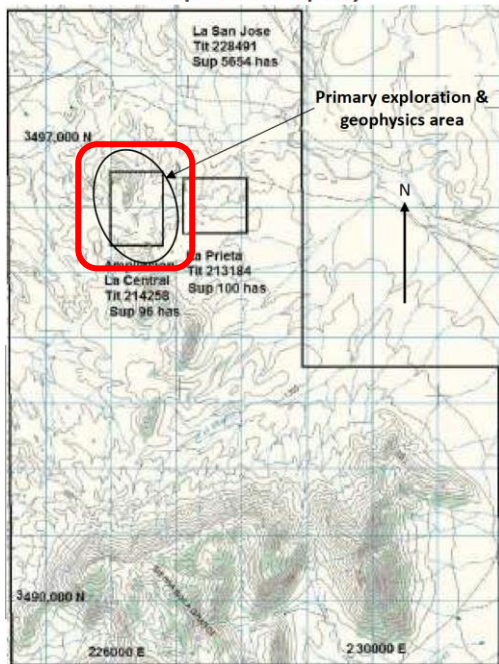 La San Jose
Tit 228491
Sup 5654 has
Primary exploration &
geophysics area
3497,000 N
N
La Prieta
Tit 213184
Sup 100 has
La Central
Tit 214258
Sup 96 has
3490,000 N
226000 E
230000 E